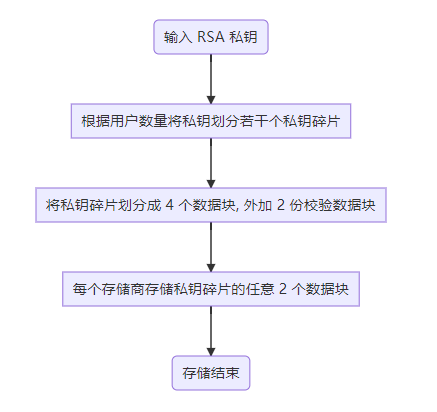 输入 RSA 私钥
根据用户数量将私钥划分若干个私钥碎片
将私钥碎片划分成 4 个数据块, 外加 2 份校验数据块
每个存储商存储私钥碎片的任意 2 个数据块
存储结束